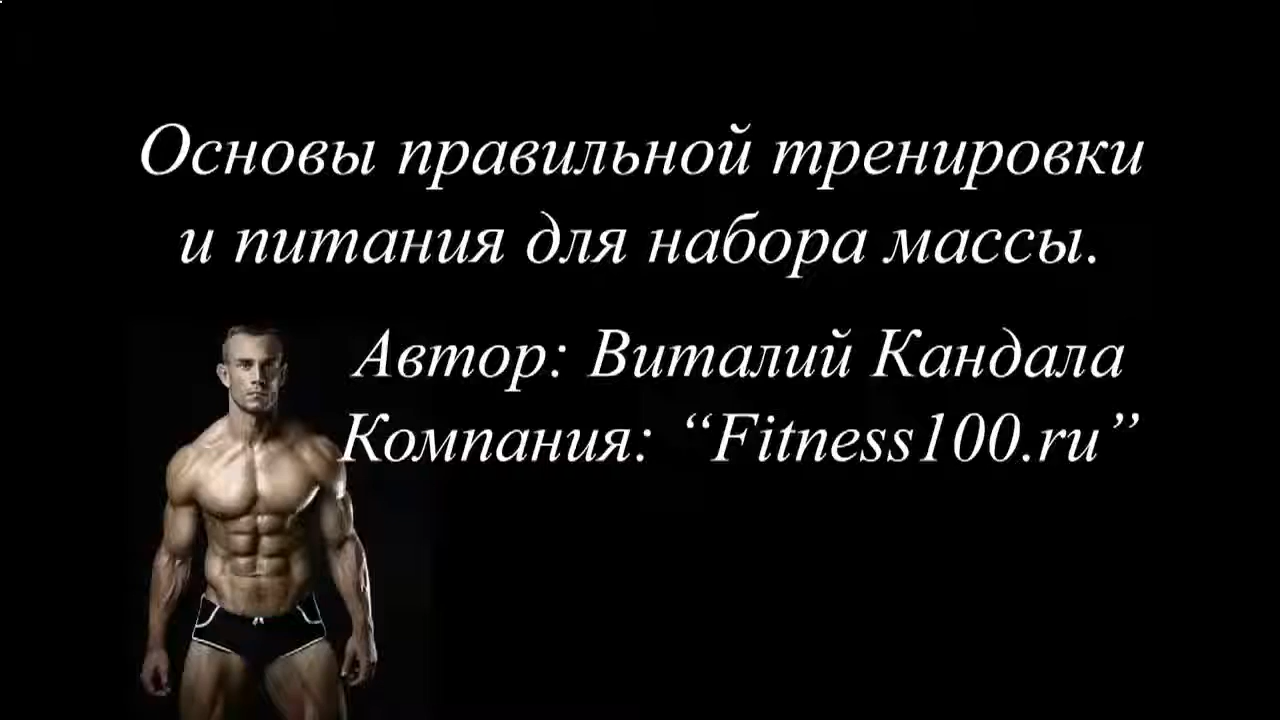 Основы правильной тренировки
и питания для набора массы.
Автор: Виталий Кандала
Компания: “Fitness100.ru”